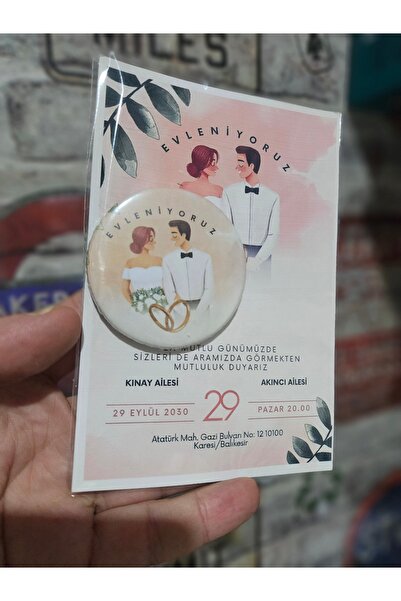 MILES
EVLENİYORUZ
EVLENİYORUZ
MUTLU GÜNÜMÜZDE
SİZLERİ DE ARAMIZDA GÖRMEKTEN
MUTLULUK DUYARIZ
KINAY AİLESİ
AKINCI AİLESİ
29 EYLÜL 2030
29
PAZAR 20.00
Atatürk Mah. Gazi Bulvarı No: 12 10100
Karesi/Balıkesir